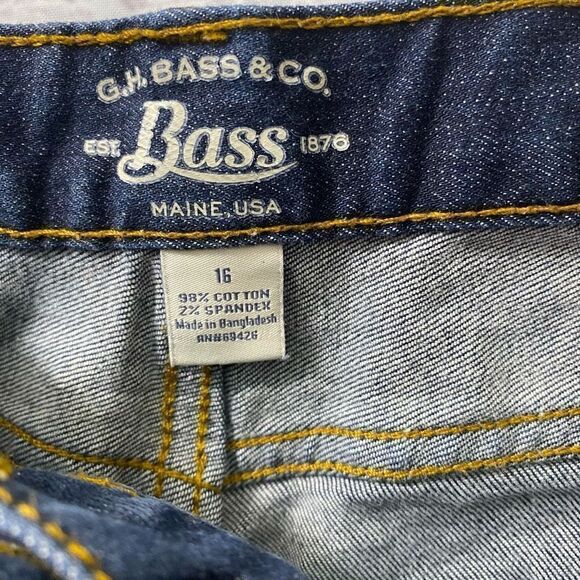 G.H. BASS & CO.
EST. Bass 1876
MAINE, USA
16
98% COTTON
2% SPANDEX
Made in Bangladesh
RN#69426